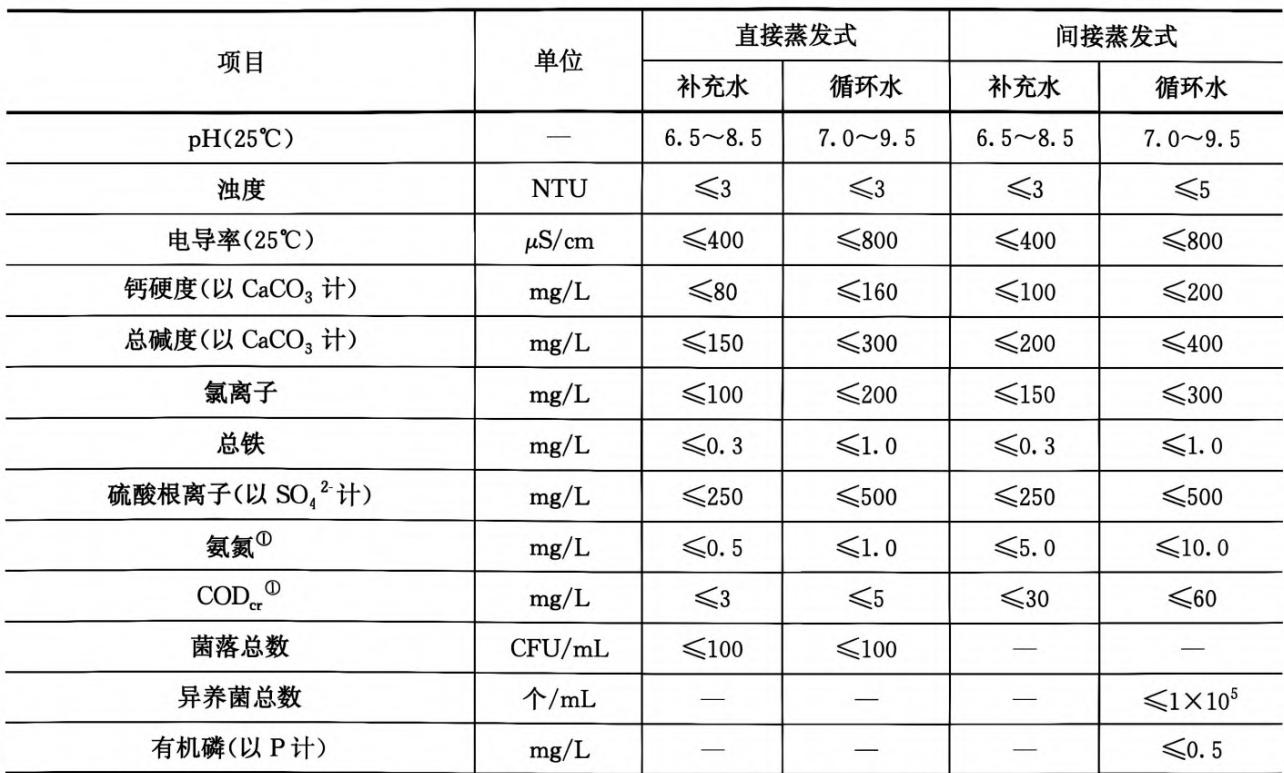 项目 单位 直接蒸发式 间接蒸发式
补充水 循环水 补充水 循环水
pH(25℃) — 6.5~8.5 7.0~9.5 6.5~8.5 7.0~9.5
浊度 NTU ≤3 ≤3 ≤3 ≤5
电导率(25℃) μS/cm ≤400 ≤800 ≤400 ≤800
钙硬度(以 CaCO₃ 计) mg/L ≤80 ≤160 ≤100 ≤200
总碱度(以 CaCO₃ 计) mg/L ≤150 ≤300 ≤200 ≤400
氯离子 mg/L ≤100 ≤200 ≤150 ≤300
总铁 mg/L ≤0.3 ≤1.0 ≤0.3 ≤1.0
硫酸根离子(以 SO₄²⁻计) mg/L ≤250 ≤500 ≤250 ≤500
氨氮① mg/L ≤0.5 ≤1.0 ≤5.0 ≤10.0
CODcr① mg/L ≤3 ≤5 ≤30 ≤60
菌落总数 CFU/mL ≤100 ≤100 — —
异养菌总数 个/mL — — — ≤1×10⁵
有机磷(以 P 计) mg/L — — — ≤0.5